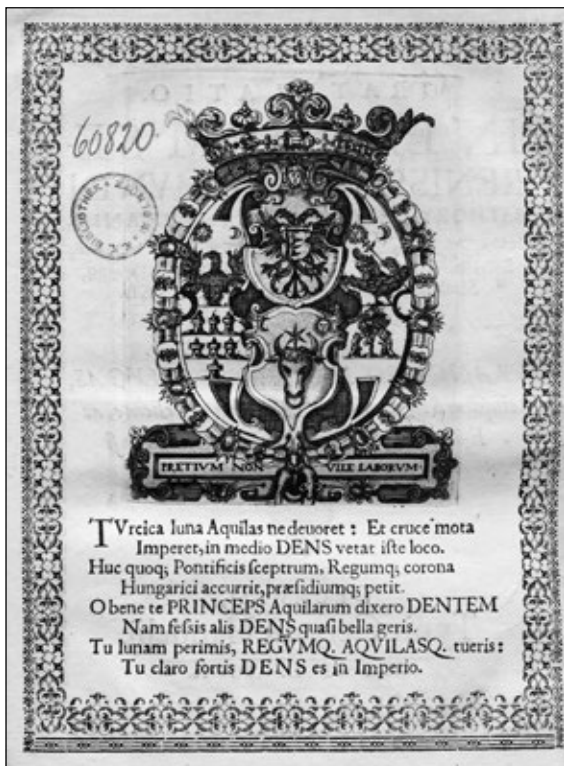 60820
PRETIVM NON VILE LABORVM
TVrcica luna Aquilas ne deuoret : Et cruce mota
Imperet, in medio DENS vetat iste loco.
Huc quoq; Pontificis sceptrum, Regumq; corona
Hungarici accurrit, præsidiumq; petit.
O bene te PRINCEPS Aquilarum dixero DENTEM
Nam fessis alis DENS quasi bella geris.
Tu lunam perimis, REGVMQ. AQVILASQ. tueris:
Tu claro fortis DENS es in Imperio.